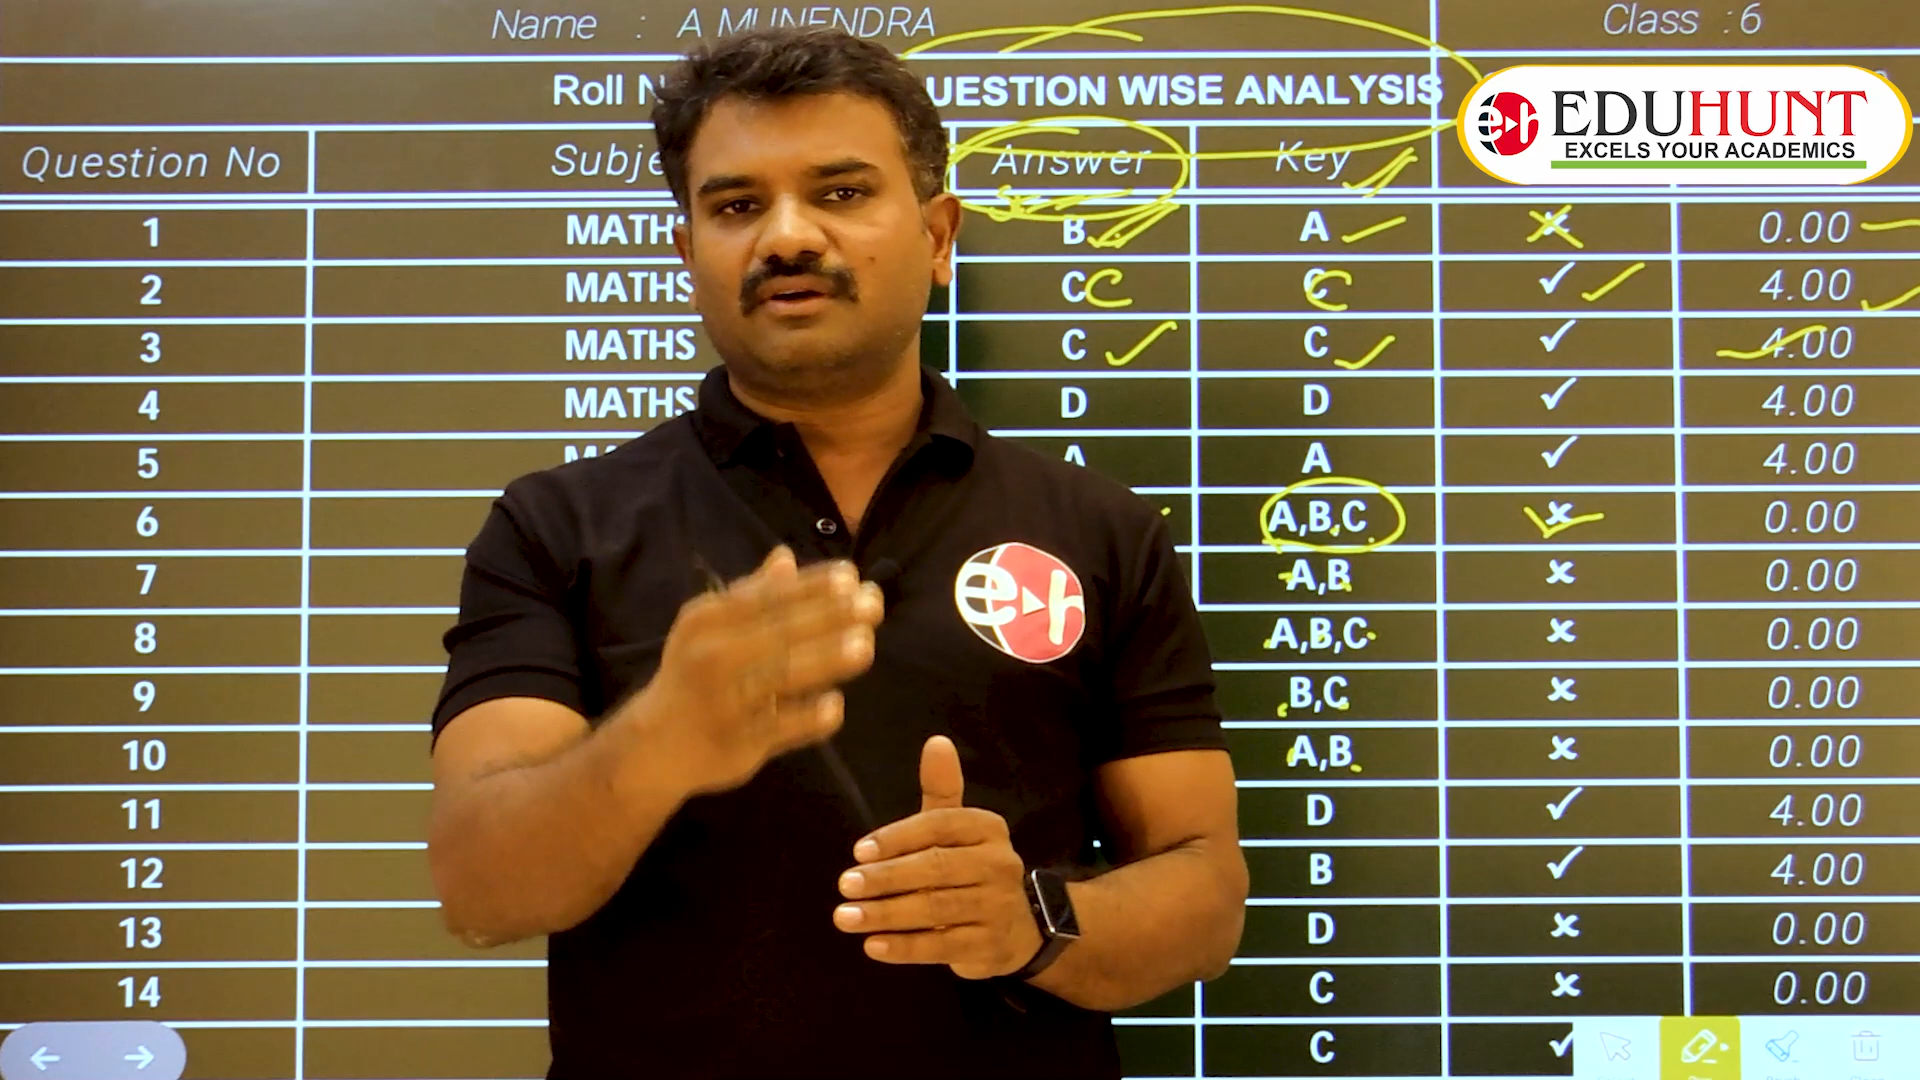 Name : A MUNENDRA Class : 6
Roll N UESTION WISE ANALYSIS
EDUHUNT
EXCELS YOUR ACADEMICS
Question No Subje Answer Key
1 MATHS B A 0.00
2 MATHS C C C C 4.00
3 MATHS C C 4.00
4 MATHS D D 4.00
5 MA A A 4.00
6 A,B,C 0.00
7 A,B 0.00
8 A,B,C 0.00
9 B,C 0.00
10 A,B 0.00
11 D 4.00
12 B 4.00
13 D 0.00
14 C 0.00
C
e h